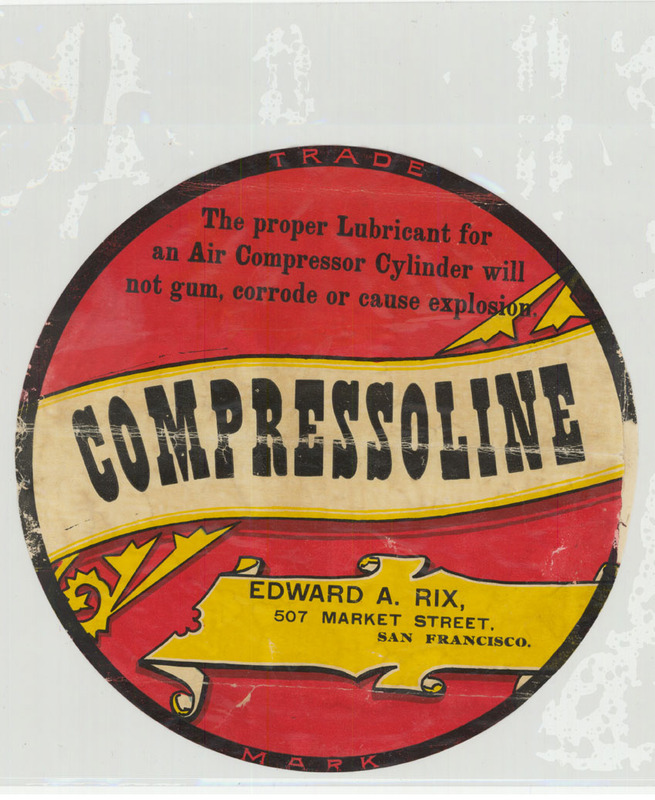 TRADE
The proper Lubricant for
an Air Compressor Cylinder will
not gum, corrode or cause explosion.
COMPRESSOLINE
EDWARD A. RIX,
507 MARKET STREET.
SAN FRANCISCO.
MARK